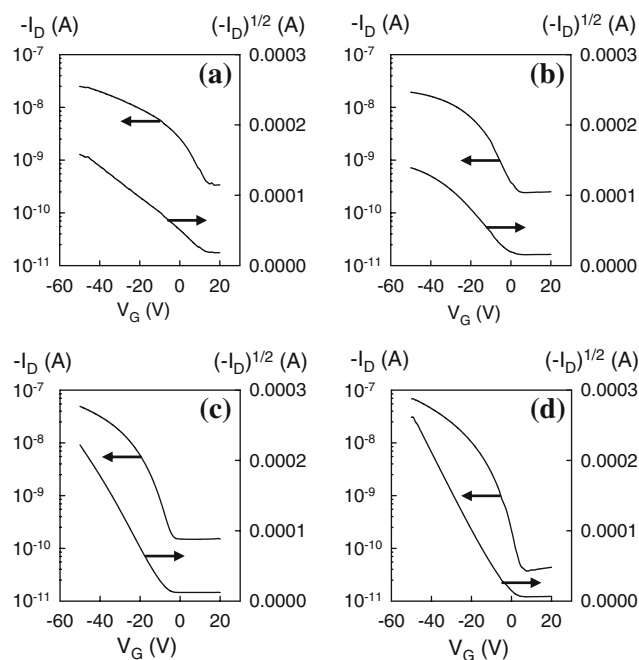 -I_D (A) (-I_D)^1/2 (A) -I_D (A) (-I_D)^1/2 (A)
10^-7 0.0003 10^-7 0.0003
(a) (b)
10^-8 0.0002 10^-8 0.0002
10^-9 10^-9
0.0001 0.0001
10^-10 10^-10
10^-11 0.0000 10^-11 0.0000
-60 -40 -20 0 20 -60 -40 -20 0 20
V_G (V) V_G (V)
-I_D (A) (-I_D)^1/2 (A) -I_D (A) (-I_D)^1/2 (A)
10^-7 0.0003 10^-7 0.0003
(c) (d)
10^-8 0.0002 10^-8 0.0002
10^-9 10^-9
0.0001 0.0001
10^-10 10^-10
10^-11 0.0000 10^-11 0.0000
-60 -40 -20 0 20 -60 -40 -20 0 20
V_G (V) V_G (V)